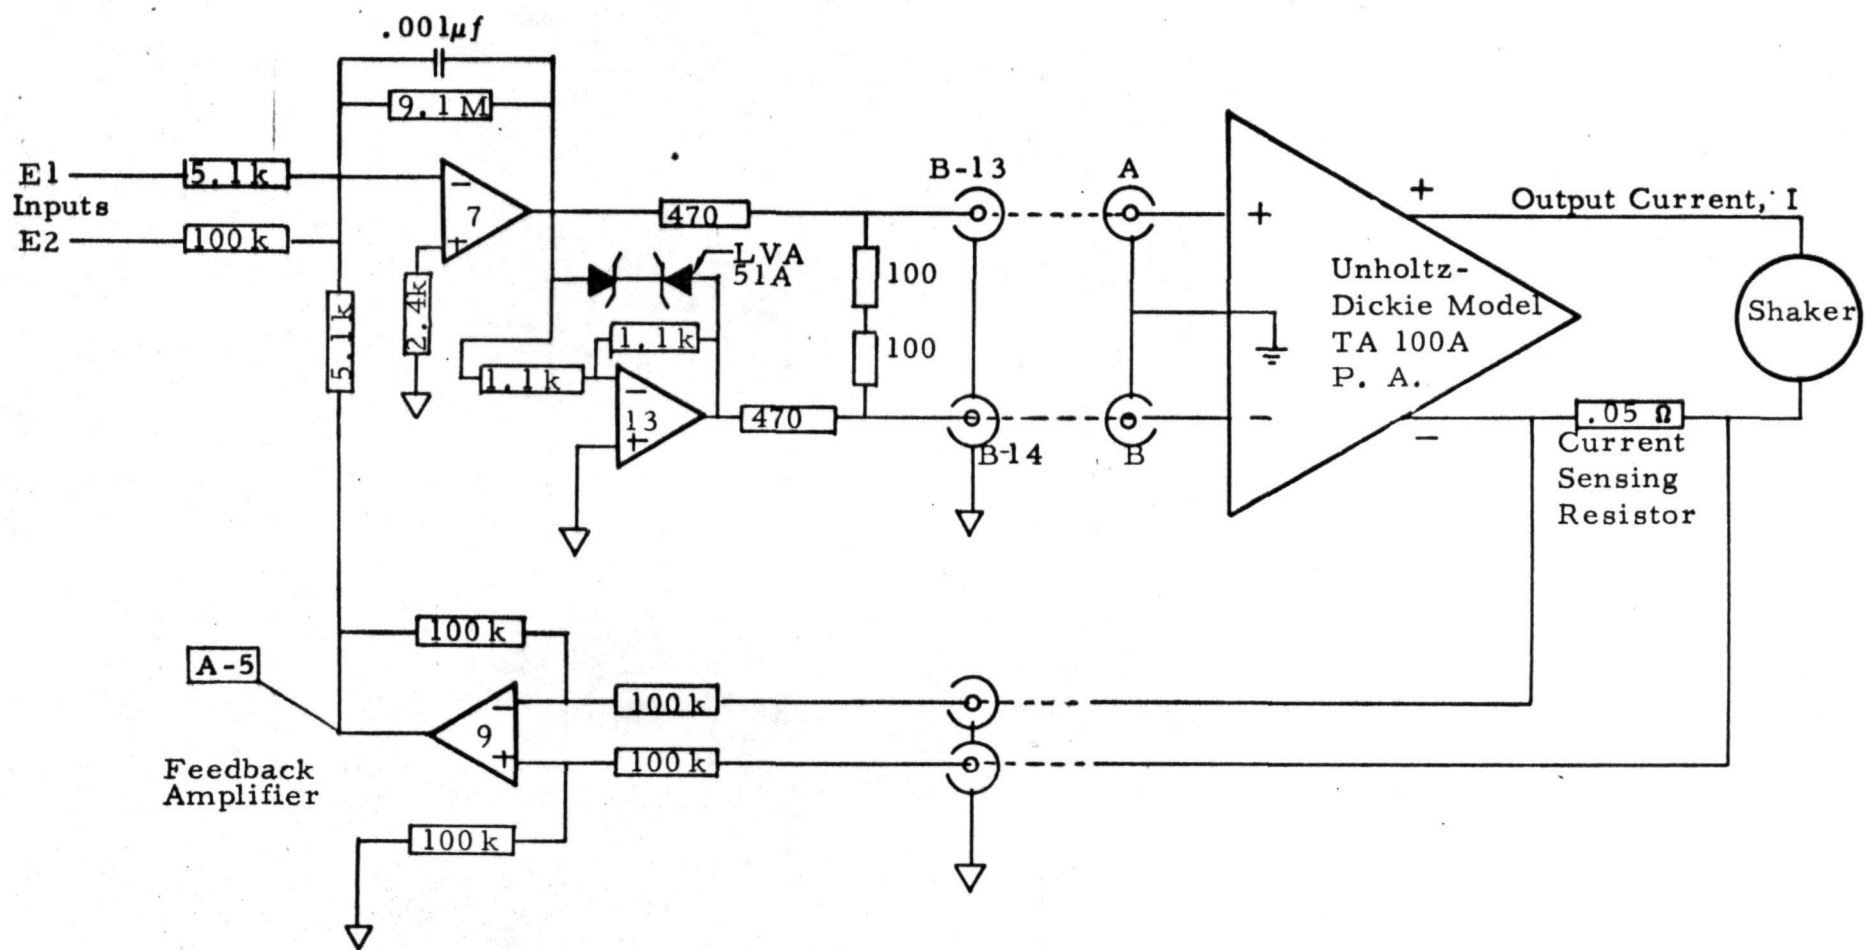 .001µf
9.1 M
E1
5.1k
Inputs
E2
100k
−
7
+
2.4k
5.1k
470
LVA
51A
1.1k
1.1k
−
13
+
470
100
100
B-13
A
B-14
B
+
−
Unholtz-
Dickie Model
TA 100A
P. A.
+
−
Output Current, I
Shaker
.05 Ω
Current
Sensing
Resistor
100k
A-5
−
9
+
100k
100k
100k
Feedback
Amplifier